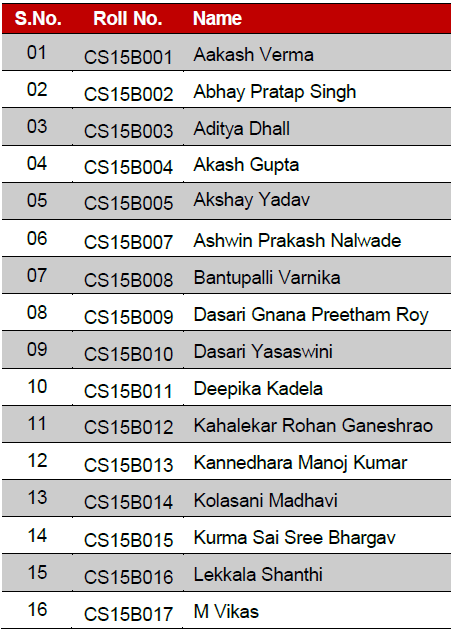 S.No. Roll No. Name
01 CS15B001 Aakash Verma
02 CS15B002 Abhay Pratap Singh
03 CS15B003 Aditya Dhall
04 CS15B004 Akash Gupta
05 CS15B005 Akshay Yadav
06 CS15B007 Ashwin Prakash Nalwade
07 CS15B008 Bantupalli Varnika
08 CS15B009 Dasari Gnana Preetham Roy
09 CS15B010 Dasari Yasaswini
10 CS15B011 Deepika Kadela
11 CS15B012 Kahalekar Rohan Ganeshrao
12 CS15B013 Kannedhara Manoj Kumar
13 CS15B014 Kolasani Madhavi
14 CS15B015 Kurma Sai Sree Bhargav
15 CS15B016 Lekkala Shanthi
16 CS15B017 M Vikas